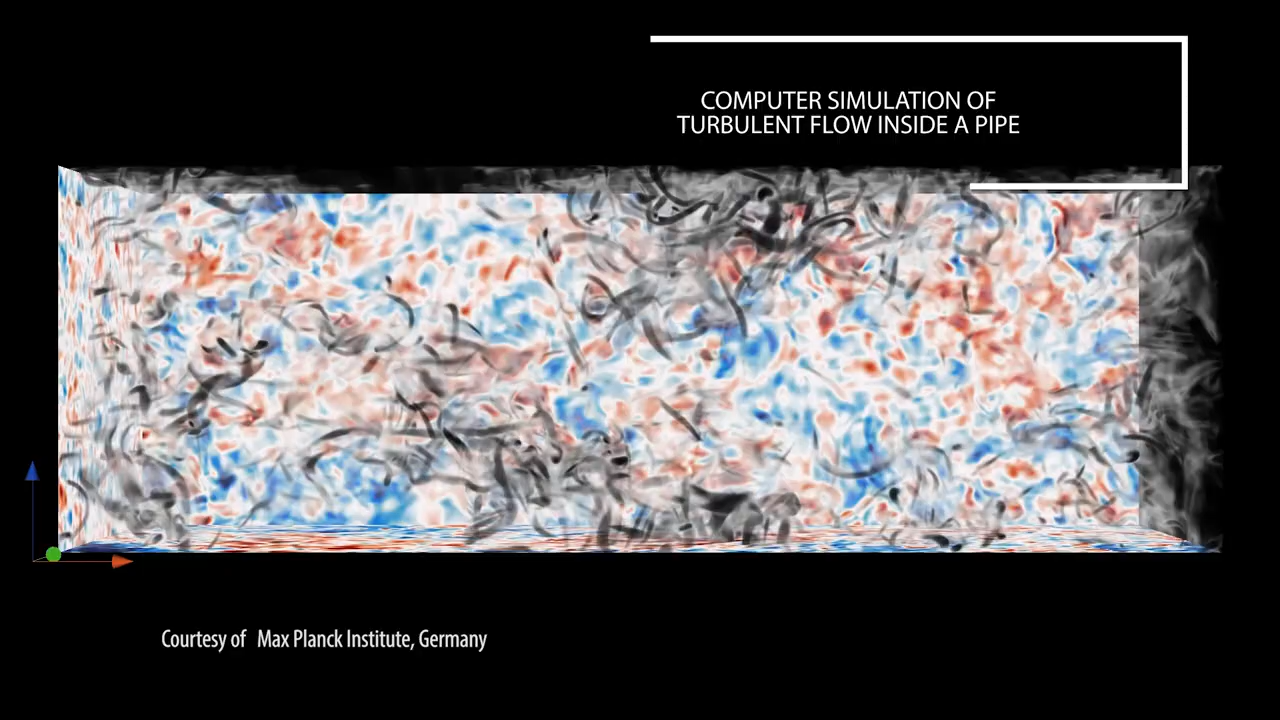 COMPUTER SIMULATION OF
TURBULENT FLOW INSIDE A PIPE
Courtesy of Max Planck Institute, Germany